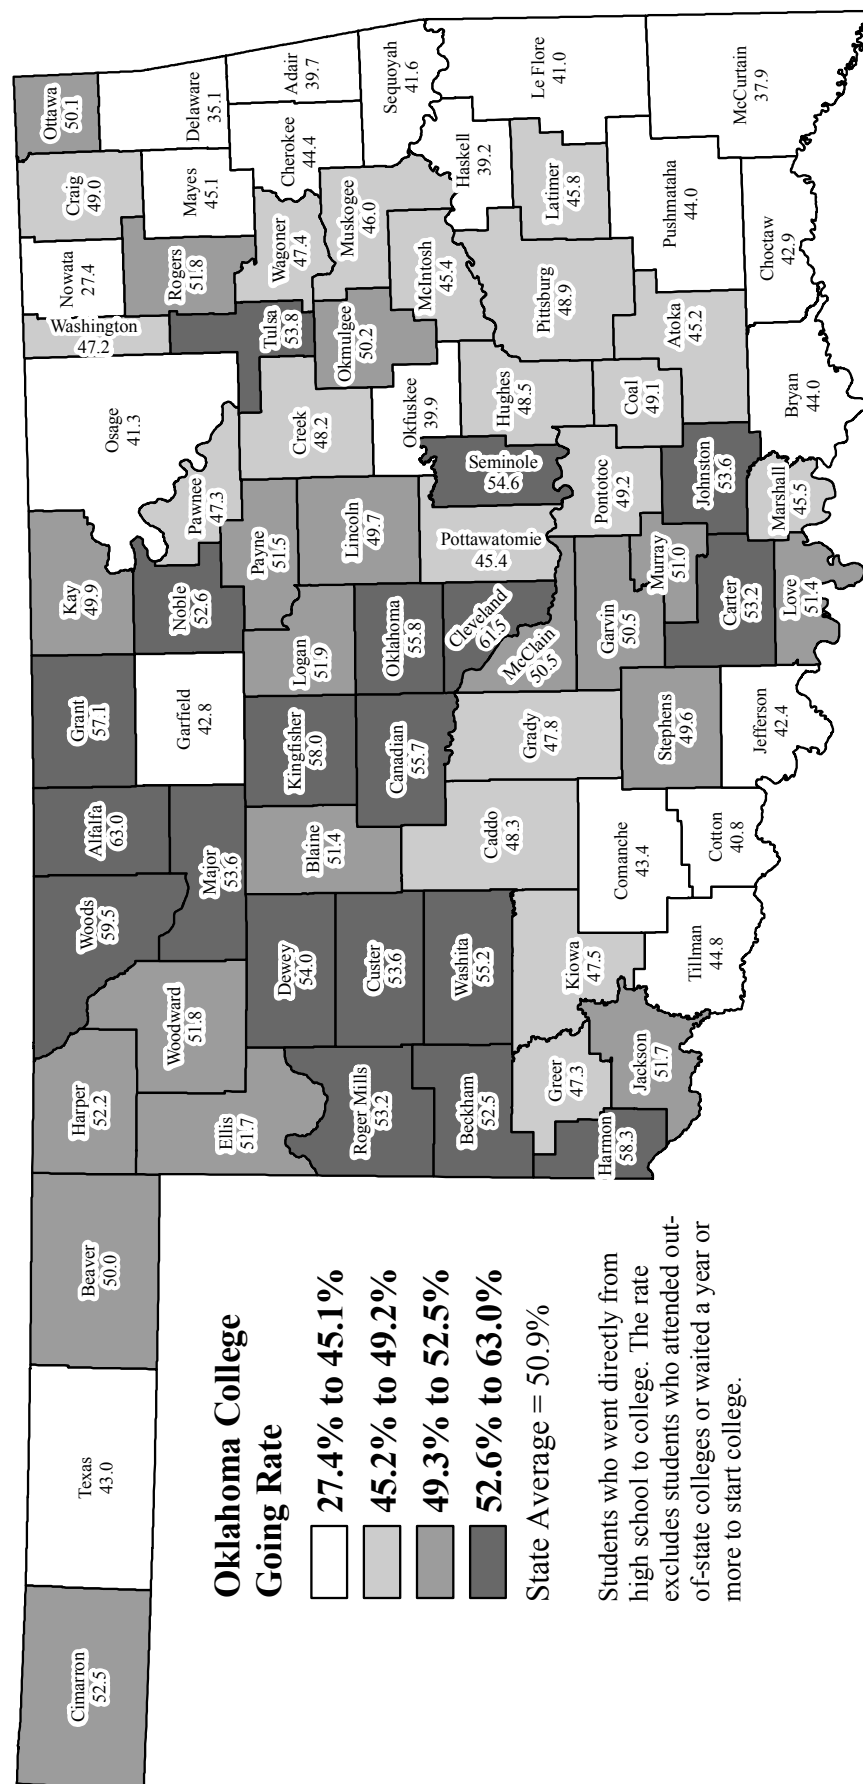 Cimarron
52.5
Texas
43.0
Beaver
50.0
Harper
52.2
Woods
59.5
Alfalfa
63.0
Grant
57.1
Kay
49.9
Osage
41.3
Washington
47.2
Nowata
27.4
Craig
49.0
Ottawa
50.1
Ellis
51.7
Woodward
51.8
Major
53.6
Garfield
42.8
Noble
52.6
Pawnee
47.3
Rogers
51.8
Mayes
45.1
Delaware
35.1
Roger Mills
53.2
Dewey
54.0
Blaine
51.4
Kingfisher
58.0
Logan
51.9
Payne
51.5
Creek
48.2
Tulsa
53.8
Wagoner
47.4
Cherokee
44.4
Adair
39.7
Beckham
52.5
Custer
53.6
Canadian
55.7
Oklahoma
55.8
Lincoln
49.7
Okfuskee
39.9
Okmulgee
50.2
Muskogee
46.0
Sequoyah
41.6
Washita
55.2
Caddo
48.3
Grady
47.8
Cleveland
61.5
McClain
50.5
Pottawatomie
45.4
Seminole
54.6
Hughes
48.5
McIntosh
45.4
Haskell
39.2
Le Flore
41.0
Harmon
58.3
Greer
47.3
Jackson
51.7
Kiowa
47.5
Comanche
43.4
Stephens
49.6
Garvin
50.5
Murray
51.0
Pontotoc
49.2
Coal
49.1
Pittsburg
48.9
Latimer
45.8
Tillman
44.8
Cotton
40.8
Jefferson
42.4
Carter
53.2
Love
51.4
Johnston
53.6
Marshall
45.5
Atoka
45.2
Bryan
44.0
Pushmataha
44.0
Choctaw
42.9
McCurtain
37.9
Oklahoma College
Going Rate
27.4% to 45.1%
45.2% to 49.2%
49.3% to 52.5%
52.6% to 63.0%
State Average = 50.9%
Students who went directly from
high school to college. The rate
excludes students who attended out-
of-state colleges or waited a year or
more to start college.